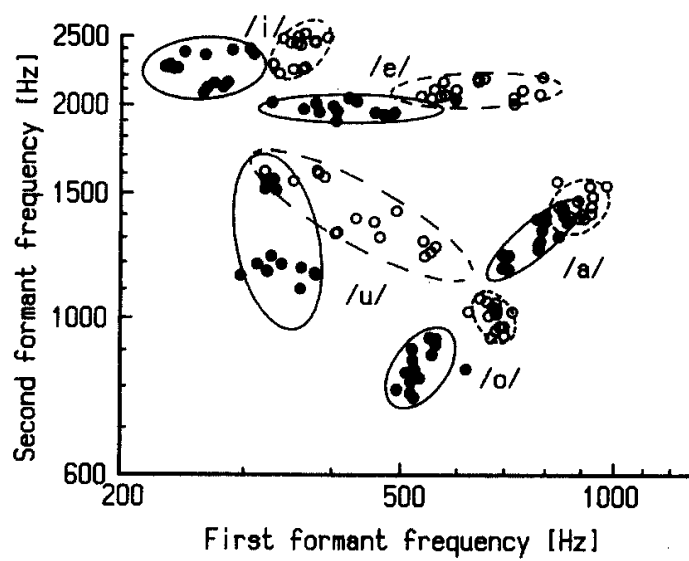 /i/
2500
/e/
2000
1500
/a/
/u/
1000
/o/
600
200
500
1000
Second formant frequency [Hz]
First formant frequency [Hz]